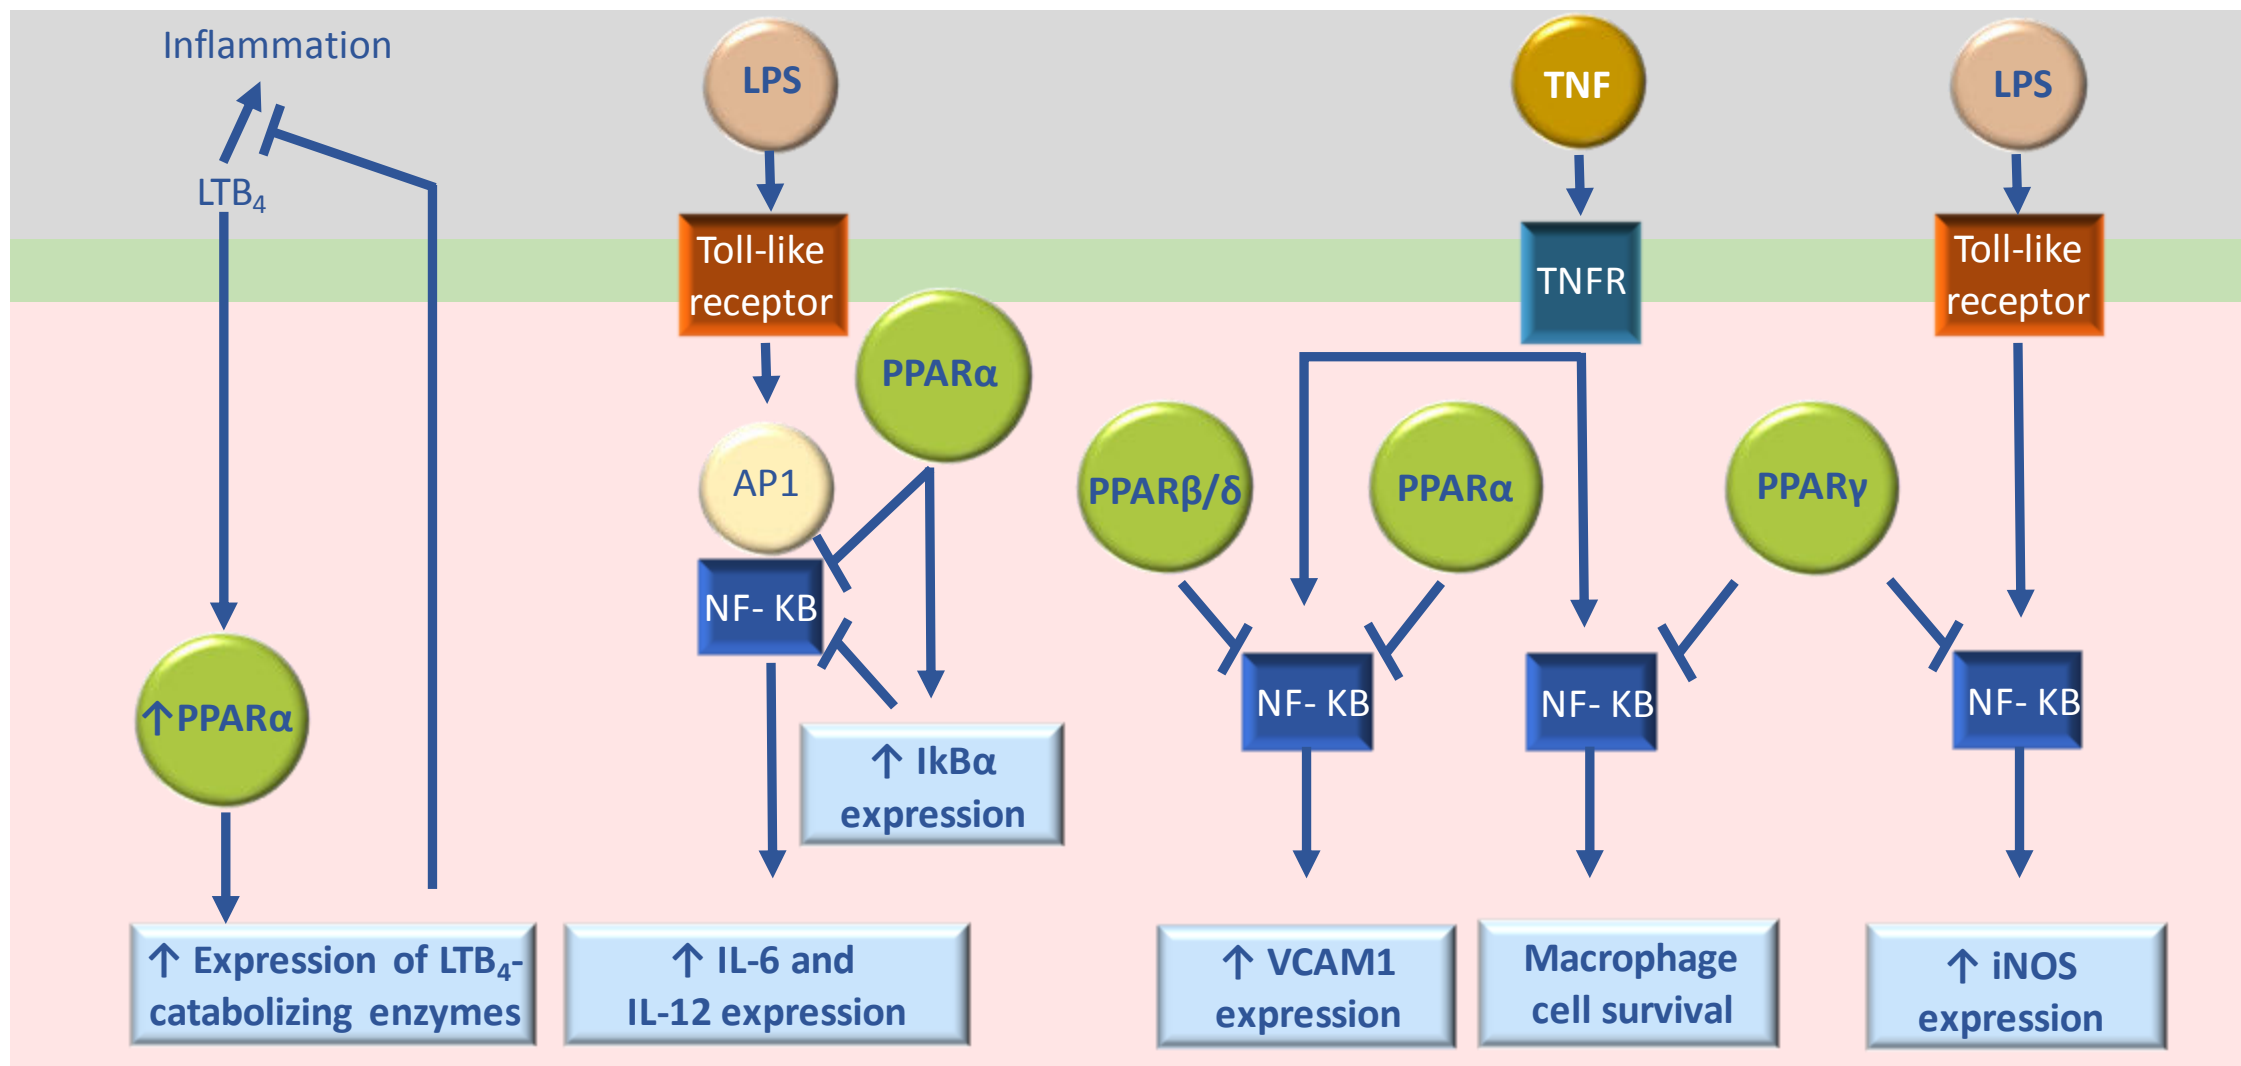 Inflammation
LTB₄
↑PPARα
↑ Expression of LTB₄-
catabolizing enzymes
LPS
Toll-like
receptor
PPARα
AP1
NF- KB
↑ IkBα
expression
↑ IL-6 and
IL-12 expression
TNF
TNFR
PPARβ/δ
PPARα
PPARγ
NF- KB
NF- KB
↑ VCAM1
expression
Macrophage
cell survival
LPS
Toll-like
receptor
NF- KB
↑ iNOS
expression